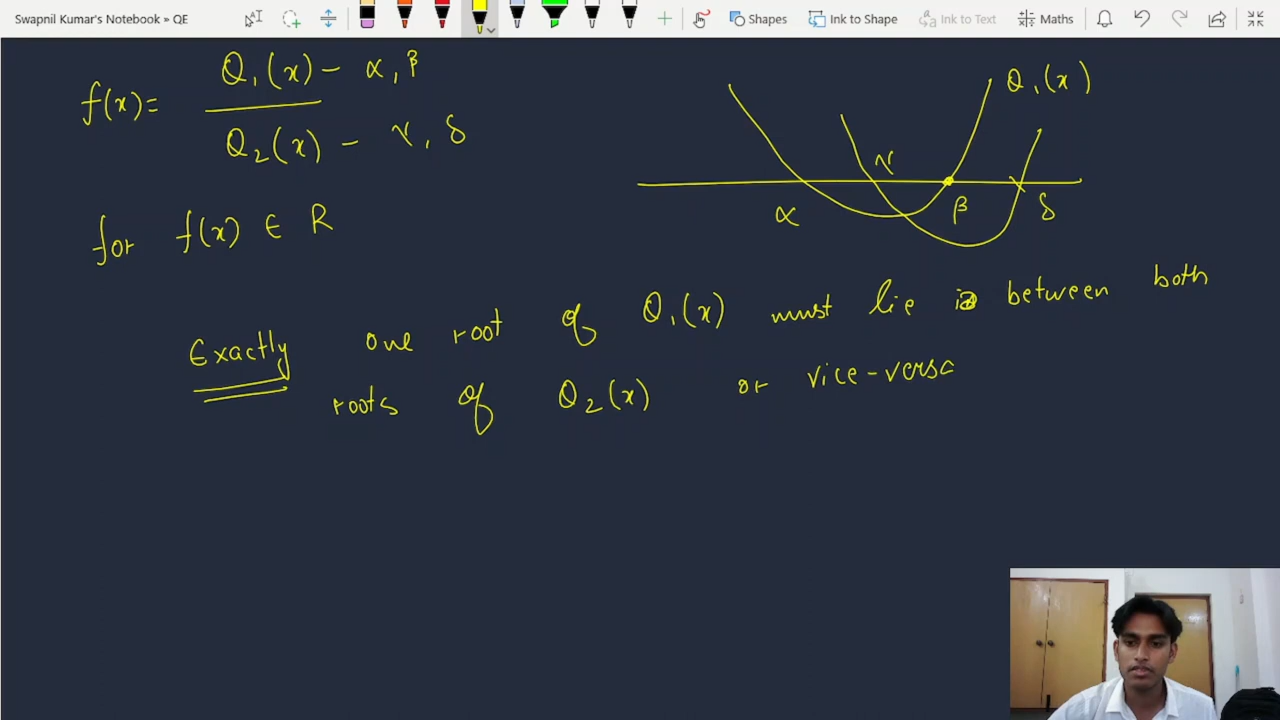 Swapnil Kumar's Notebook » QE
Shapes
Ink to Shape
Ink to Text
Maths
f(x)= Q₁(x) – α, β
Q₂(x) – γ, δ
Q₁(x)
γ
α β δ
for f(x) ∈ R
Exactly one root of Q₁(x) must lie between both
roots of Q₂(x) or vice-versa